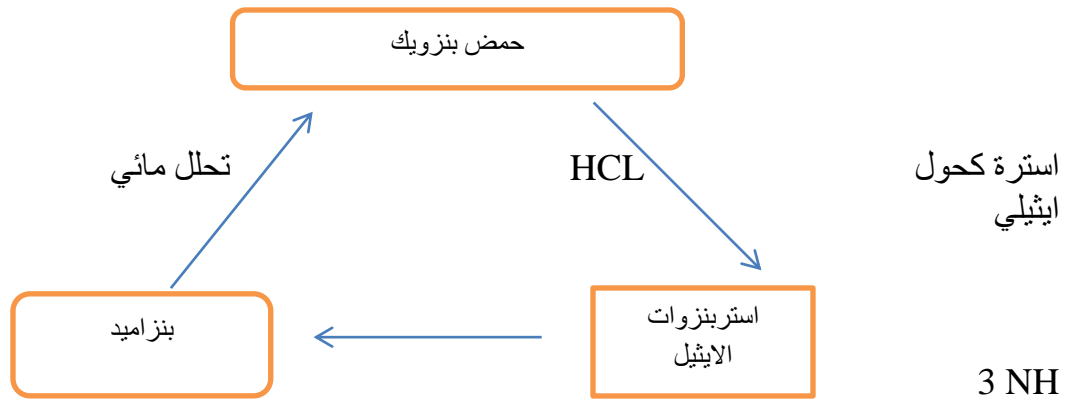 حمض بنزويك
استرة كحول
ايثيلي
HCL
تحلل مائي
استربنزوات
الايثيل
بنزاميد
3 NH